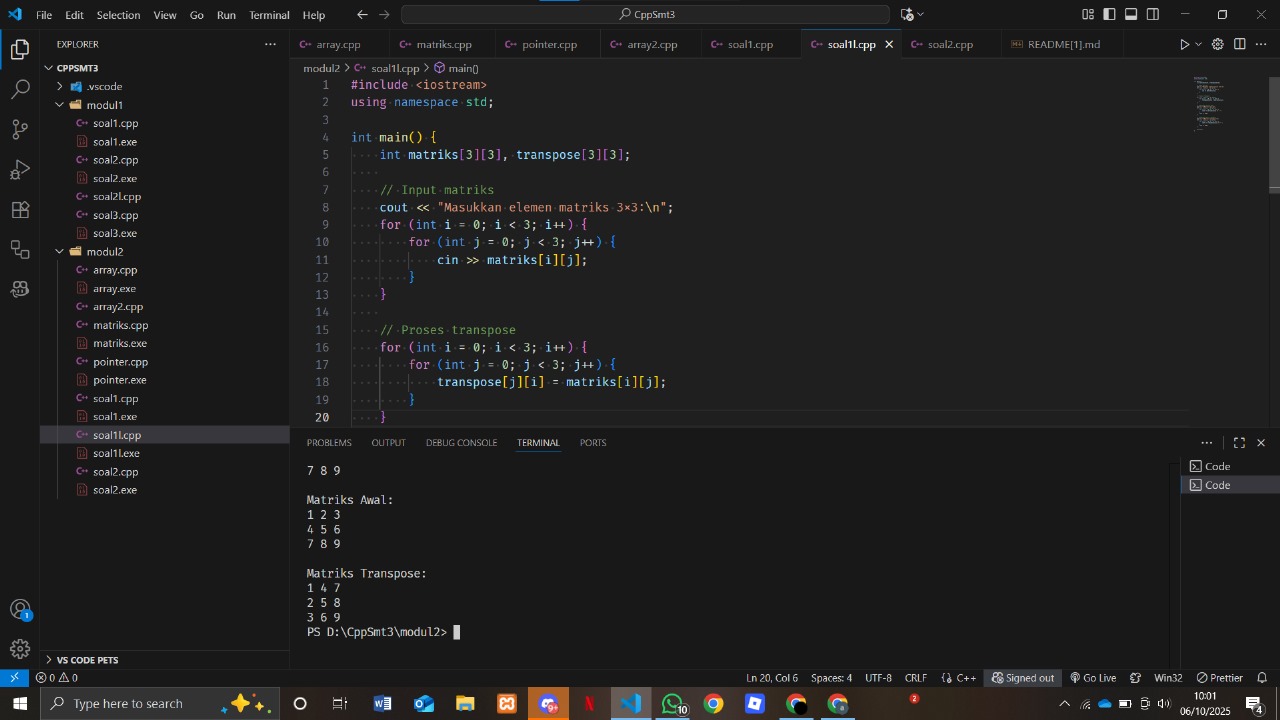 File Edit Selection View Go Run Terminal Help
CppSmt3
EXPLORER
CPPSMT3
.vscode
modul1
soal1.cpp
soal1.exe
soal2.cpp
soal2.exe
soal2l.cpp
soal3.cpp
soal3.exe
modul2
array.cpp
array.exe
array2.cpp
matriks.cpp
matriks.exe
pointer.cpp
pointer.exe
soal1.cpp
soal1.exe
soal1l.cpp
soal1l.exe
soal2.cpp
soal2.exe
VS CODE PETS
array.cpp matriks.cpp pointer.cpp array2.cpp soal1.cpp soal1l.cpp soal2.cpp README[1].md
modul2 > soal1l.cpp > main()
1 #include <iostream>
2 using namespace std;
3
4 int main() {
5 int matriks[3][3], transpose[3][3];
6
7 // Input matriks
8 cout << "Masukkan elemen matriks 3×3:\n";
9 for (int i = 0; i < 3; i++) {
10 for (int j = 0; j < 3; j++) {
11 cin >> matriks[i][j];
12 }
13 }
14
15 // Proses transpose
16 for (int i = 0; i < 3; i++) {
17 for (int j = 0; j < 3; j++) {
18 transpose[j][i] = matriks[i][j];
19 }
20 }
PROBLEMS OUTPUT DEBUG CONSOLE TERMINAL PORTS
7 8 9
Matriks Awal:
1 2 3
4 5 6
7 8 9
Matriks Transpose:
1 4 7
2 5 8
3 6 9
PS D:\CppSmt3\modul2>
Code
Code
1
0 0 Ln 20, Col 6 Spaces: 4 UTF-8 CRLF {} C++ Signed out Go Live Win32 Prettier
Type here to search
9+
10
2
10:01
06/10/2025
4